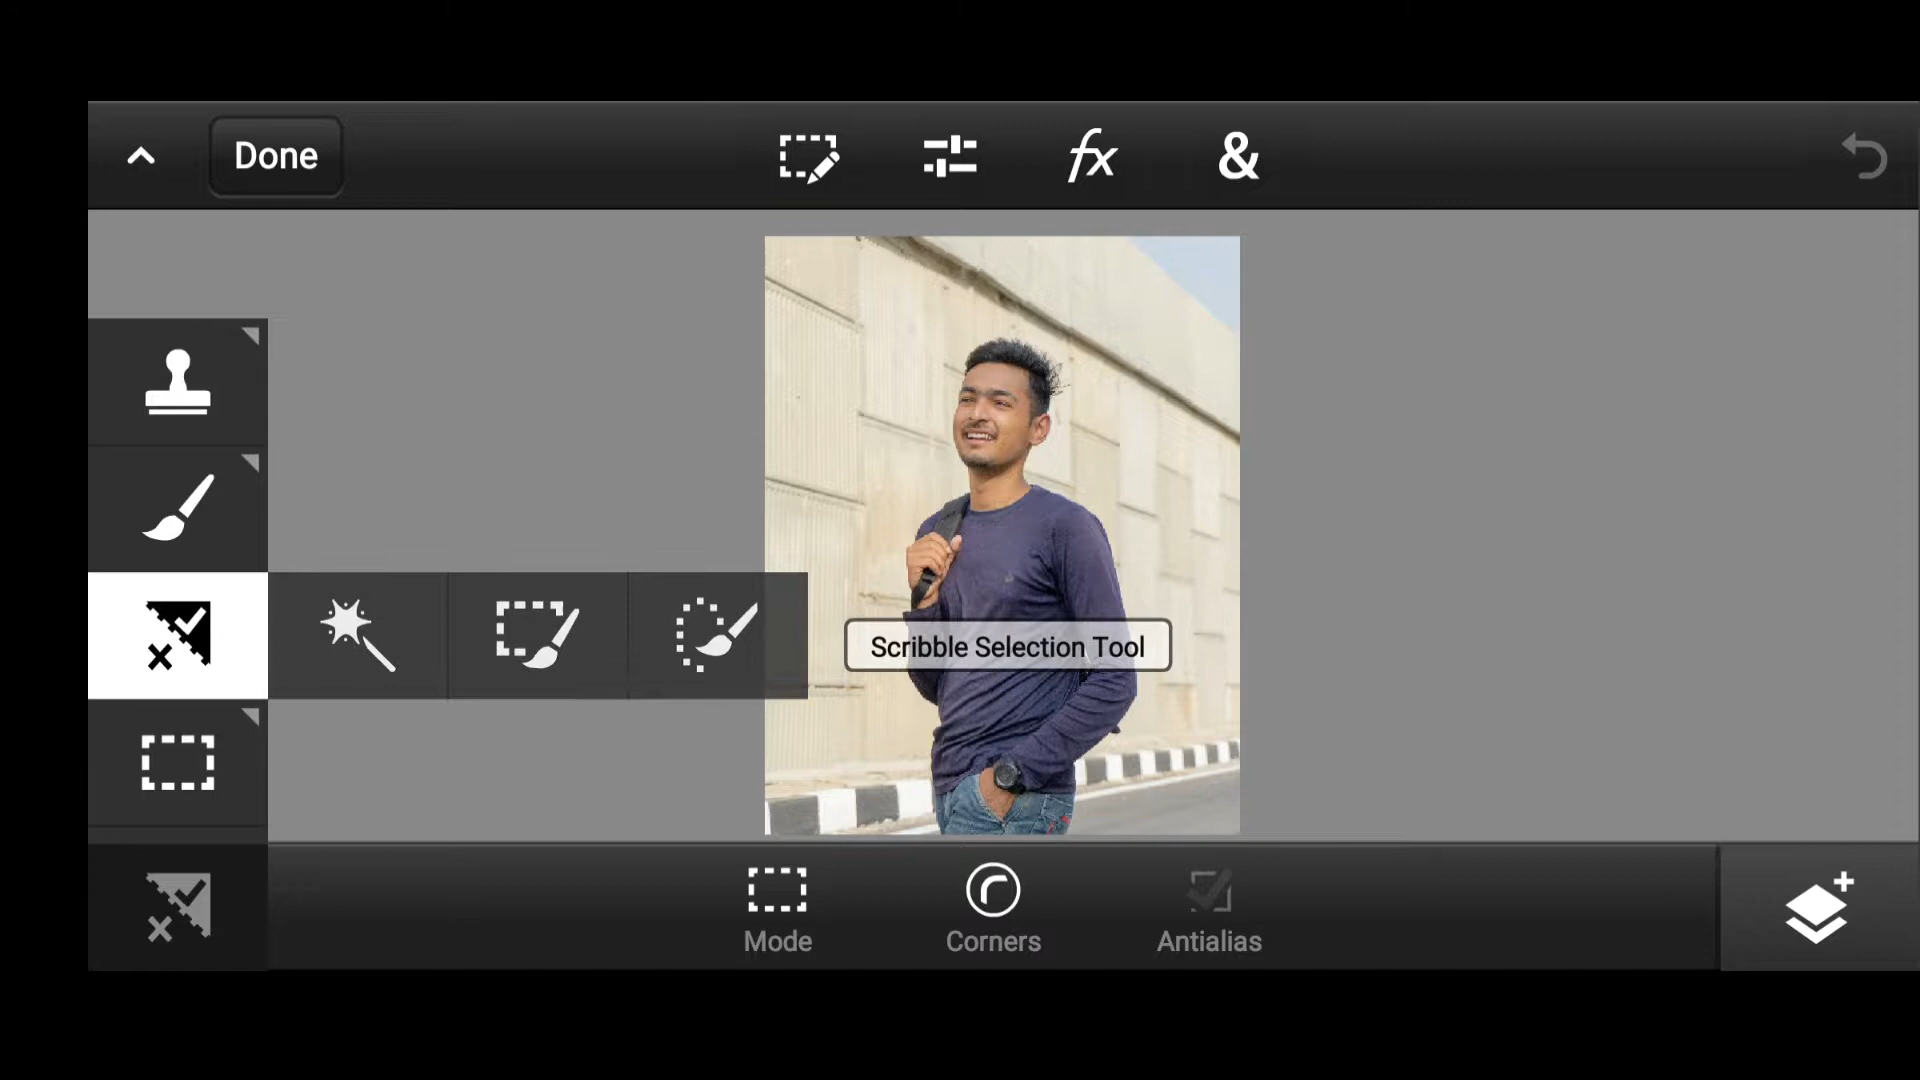 Done
fx
&
Scribble Selection Tool
Mode
Corners
Antialias